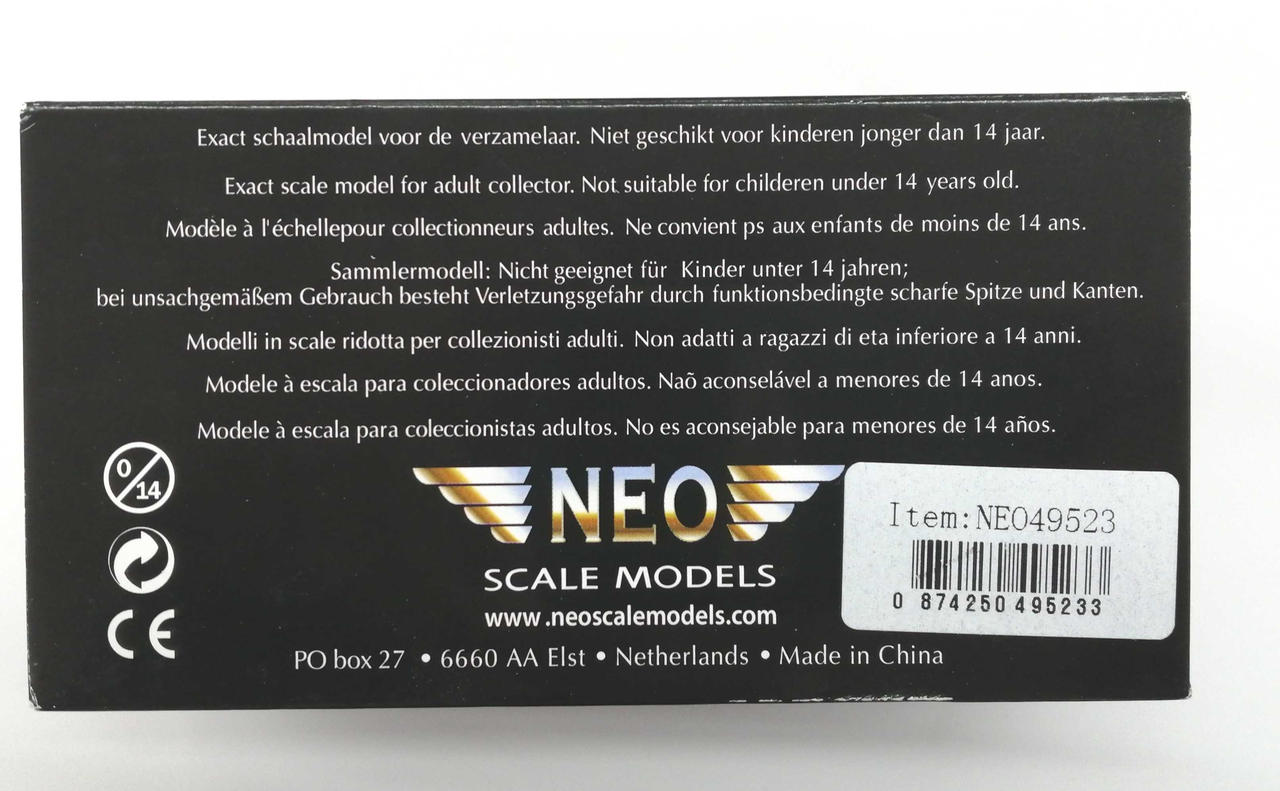 Exact schaalmodel voor de verzamelaar. Niet geschikt voor kinderen jonger dan 14 jaar.
Exact scale model for adult collector. Not suitable for childeren under 14 years old.
Modèle à l'échellepour collectionneurs adultes. Ne convient ps aux enfants de moins de 14 ans.
Sammlermodell: Nicht geeignet für Kinder unter 14 jahren;
bei unsachgemäßem Gebrauch besteht Verletzungsgefahr durch funktionsbedingte scharfe Spitze und Kanten.
Modelli in scale ridotta per collezionisti adulti. Non adatti a ragazzi di eta inferiore a 14 anni.
Modele à escala para coleccionadores adultos. Naõ aconselável a menores de 14 anos.
Modele à escala para coleccionistas adultos. No es aconsejable para menores de 14 años.
0/14
CE
NEO
SCALE MODELS
www.neoscalemodels.com
PO box 27 • 6660 AA Elst • Netherlands • Made in China
Item:NEO49523
0 874250 495233